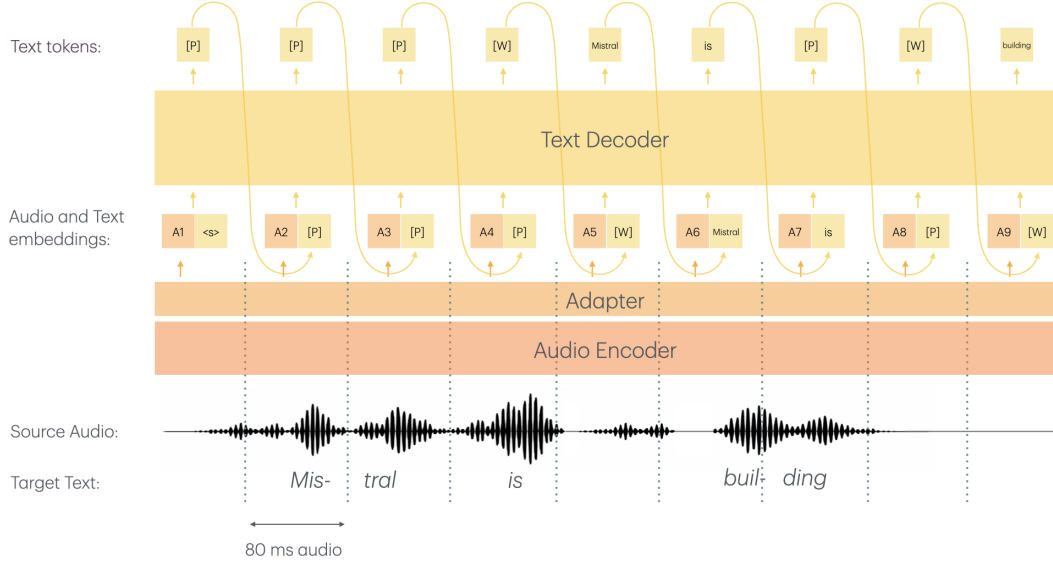 Text tokens:
[P] [P] [P] [W] Mistral is [P] [W] building
Text Decoder
Audio and Text
embeddings:
A1 <s> A2 [P] A3 [P] A4 [P] A5 [W] A6 Mistral A7 is A8 [P] A9 [W]
Adapter
Audio Encoder
Source Audio:
Target Text:
Mis- tral is buil- ding
80 ms audio